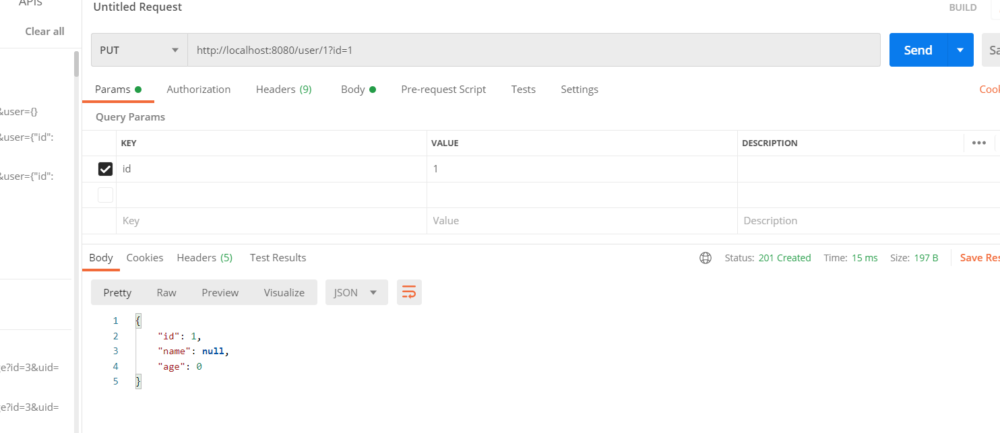 APIs
Untitled Request
BUILD
Clear all
PUT
http://localhost:8080/user/1?id=1
Send
Sa
Params
Authorization
Headers (9)
Body
Pre-request Script
Tests
Settings
Cool
&user={}
Query Params
&user={"id":
KEY
VALUE
DESCRIPTION
id
1
&user={"id":
Key
Value
Description
Body
Cookies
Headers (5)
Test Results
Status: 201 Created
Time: 15 ms
Size: 197 B
Save Res
Pretty
Raw
Preview
Visualize
JSON
1 {
2 "id": 1,
3 "name": null,
4 "age": 0
5 }
ge?id=3&uid=
ge?id=3&uid=